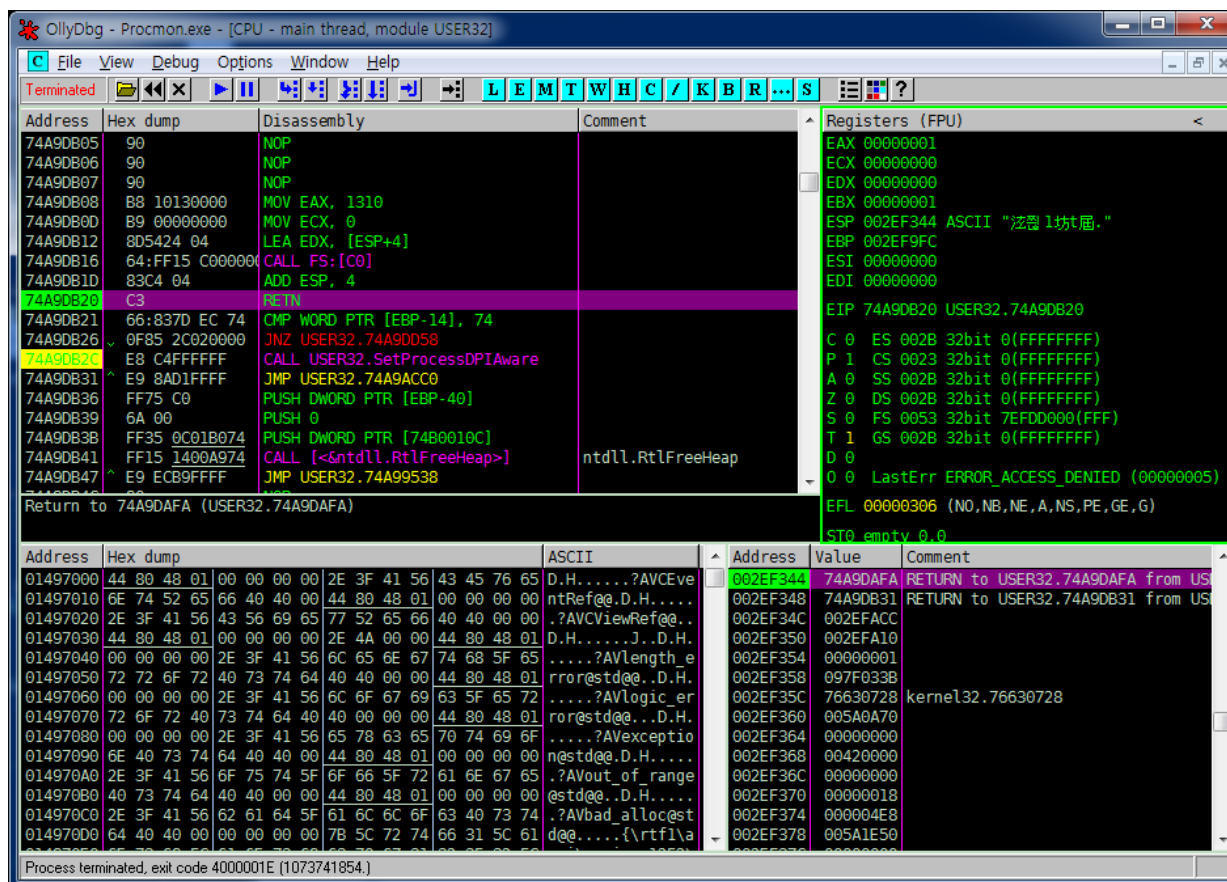 OllyDbg - Procmon.exe - [CPU - main thread, module USER32]
C File View Debug Options Window Help
Terminated L E M T W H C / K B R ... S ?
Address Hex dump Disassembly Comment
74A9DB05 90 NOP
74A9DB06 90 NOP
74A9DB07 90 NOP
74A9DB08 B8 10130000 MOV EAX, 1310
74A9DB0D B9 00000000 MOV ECX, 0
74A9DB12 8D5424 04 LEA EDX, [ESP+4]
74A9DB16 64:FF15 C000000 CALL FS:[C0]
74A9DB1D 83C4 04 ADD ESP, 4
74A9DB20 C3 RETN
74A9DB21 66:837D EC 74 CMP WORD PTR [EBP-14], 74
74A9DB26 0F85 2C020000 JNZ USER32.74A9DD58
74A9DB2C E8 C4FFFFFF CALL USER32.SetProcessDPIAware
74A9DB31 ^ E9 8AD1FFFF JMP USER32.74A9ACC0
74A9DB36 FF75 C0 PUSH DWORD PTR [EBP-40]
74A9DB39 6A 00 PUSH 0
74A9DB3B FF35 0C01B074 PUSH DWORD PTR [74B0010C]
74A9DB41 FF15 1400A974 CALL [<&ntdll.RtlFreeHeap>] ntdll.RtlFreeHeap
74A9DB47 ^ E9 ECB9FFFF JMP USER32.74A99538
Return to 74A9DAFA (USER32.74A9DAFA)
Registers (FPU) <
EAX 00000001
ECX 00000000
EDX 00000000
EBX 00000001
ESP 002EF344 ASCII
EBP 002EF9FC
ESI 00000000
EDI 00000000
EIP 74A9DB20 USER32.74A9DB20
C 0 ES 002B 32bit 0(FFFFFFFF)
P 1 CS 0023 32bit 0(FFFFFFFF)
A 0 SS 002B 32bit 0(FFFFFFFF)
Z 0 DS 002B 32bit 0(FFFFFFFF)
S 0 FS 0053 32bit 7EFDD000(FFF)
T 1 GS 002B 32bit 0(FFFFFFFF)
D 0
O 0 LastErr ERROR_ACCESS_DENIED (00000005)
EFL 00000306 (NO,NB,NE,A,NS,PE,GE,G)
ST0 empty 0.0
Address Hex dump ASCII
01497000 44 80 48 01 00 00 00 00 2E 3F 41 56 43 45 76 65 D.H......?AVCEve
01497010 6E 74 52 65 66 40 40 00 44 80 48 01 00 00 00 00 ntRef@@.D.H.....
01497020 2E 3F 41 56 43 56 69 65 77 52 65 66 40 40 00 00 .?AVCViewRef@@..
01497030 44 80 48 01 00 00 00 00 2E 4A 00 00 44 80 48 01 D.H......J..D.H.
01497040 00 00 00 00 2E 3F 41 56 6C 65 6E 67 74 68 5F 65 .....?AVlength_e
01497050 72 72 6F 72 40 73 74 64 40 40 00 00 44 80 48 01 rror@std@@..D.H.
01497060 00 00 00 00 2E 3F 41 56 6C 6F 67 69 63 5F 65 72 .....?AVlogic_er
01497070 72 6F 72 40 73 74 64 40 40 00 00 00 44 80 48 01 ror@std@@...D.H.
01497080 00 00 00 00 2E 3F 41 56 65 78 63 65 70 74 69 6F .....?AVexceptio
01497090 6E 40 73 74 64 40 40 00 44 80 48 01 00 00 00 00 n@std@@.D.H.....
014970A0 2E 3F 41 56 6F 75 74 5F 6F 66 5F 72 61 6E 67 65 .?AVout_of_range
014970B0 40 73 74 64 40 40 00 00 44 80 48 01 00 00 00 00 @std@@..D.H.....
014970C0 2E 3F 41 56 62 61 64 5F 61 6C 6C 6F 63 40 73 74 .?AVbad_alloc@st
014970D0 64 40 40 00 00 00 00 00 7B 5C 72 74 66 31 5C 61 d@@.....{\rtf1\a
Address Value Comment
002EF344 74A9DAFA RETURN to USER32.74A9DAFA from US
002EF348 74A9DB31 RETURN to USER32.74A9DB31 from US
002EF34C 002EFACC
002EF350 002EFA10
002EF354 00000001
002EF358 097F033B
002EF35C 76630728 kernel32.76630728
002EF360 005A0A70
002EF364 00000000
002EF368 00420000
002EF36C 00000000
002EF370 00000018
002EF374 000004E8
002EF378 005A1E50
Process terminated, exit code 4000001E (1073741854.)